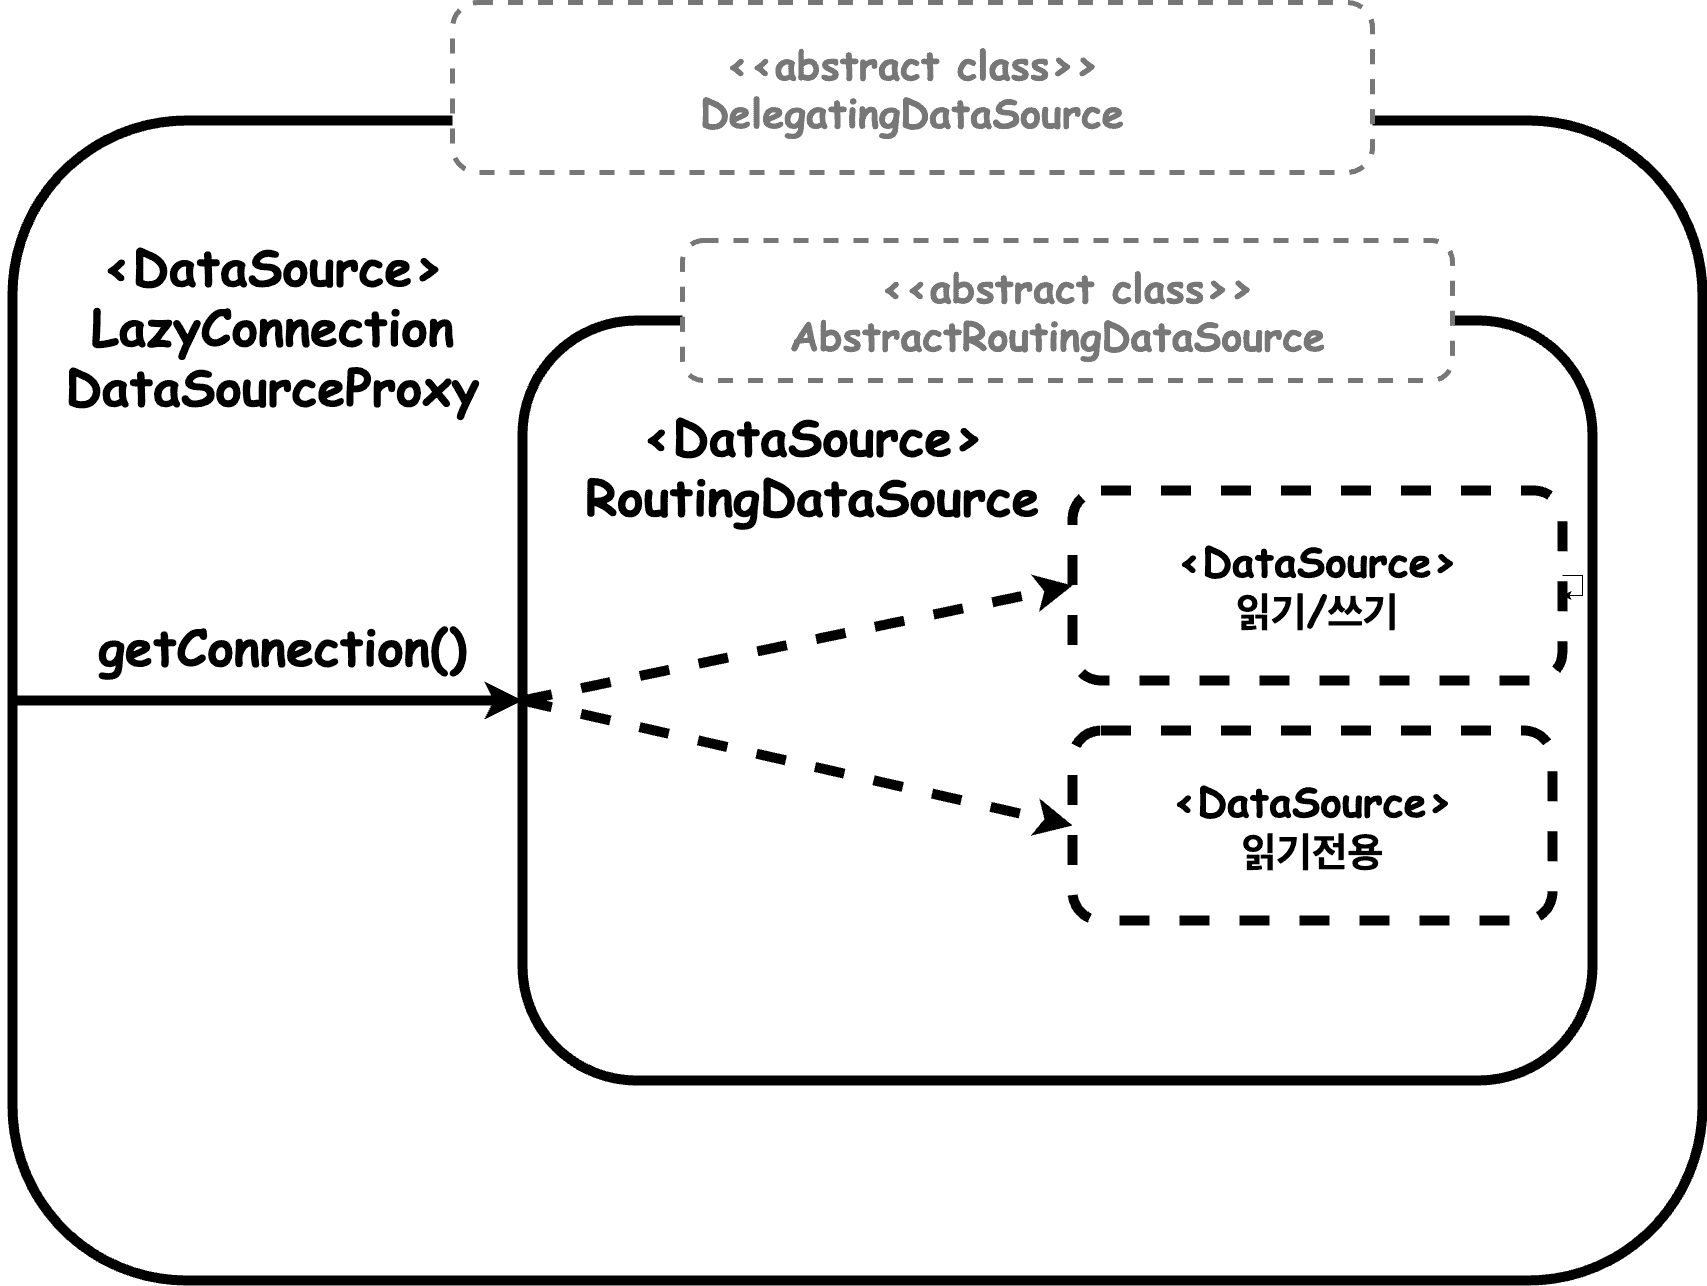 <<abstract class>>
DelegatingDataSource
<DataSource>
LazyConnection
DataSourceProxy
<<abstract class>>
AbstractRoutingDataSource
<DataSource>
RoutingDataSource
<DataSource>
읽기/쓰기
getConnection()
<DataSource>
읽기전용